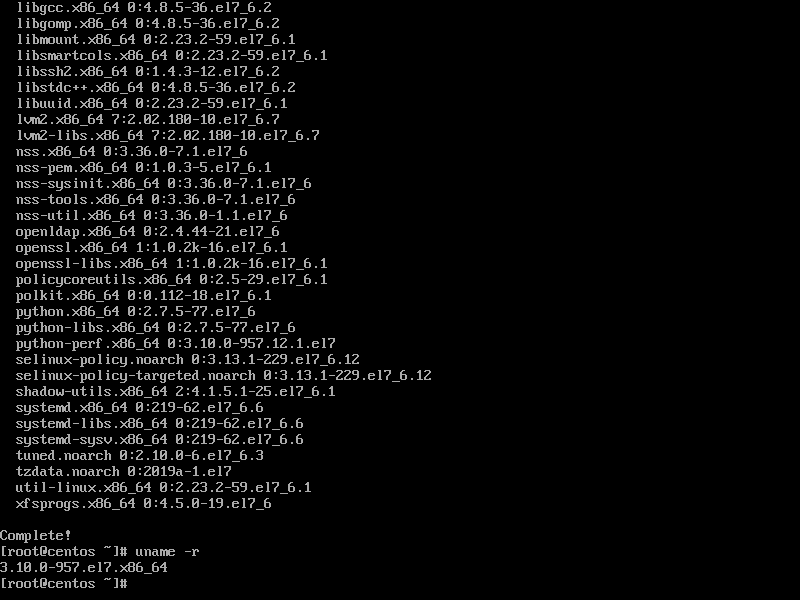 libgcc.x86_64 0:4.8.5-36.el7_6.2
libgomp.x86_64 0:4.8.5-36.el7_6.2
libmount.x86_64 0:2.23.2-59.el7_6.1
libsmartcols.x86_64 0:2.23.2-59.el7_6.1
libssh2.x86_64 0:1.4.3-12.el7_6.2
libstdc++.x86_64 0:4.8.5-36.el7_6.2
libuuid.x86_64 0:2.23.2-59.el7_6.1
lvm2.x86_64 7:2.02.180-10.el7_6.7
lvm2-libs.x86_64 7:2.02.180-10.el7_6.7
nss.x86_64 0:3.36.0-7.1.el7_6
nss-pem.x86_64 0:1.0.3-5.el7_6.1
nss-sysinit.x86_64 0:3.36.0-7.1.el7_6
nss-tools.x86_64 0:3.36.0-7.1.el7_6
nss-util.x86_64 0:3.36.0-1.1.el7_6
openldap.x86_64 0:2.4.44-21.el7_6
openssl.x86_64 1:1.0.2k-16.el7_6.1
openssl-libs.x86_64 1:1.0.2k-16.el7_6.1
policycoreutils.x86_64 0:2.5-29.el7_6.1
polkit.x86_64 0:0.112-18.el7_6.1
python.x86_64 0:2.7.5-77.el7_6
python-libs.x86_64 0:2.7.5-77.el7_6
python-perf.x86_64 0:3.10.0-957.12.1.el7
selinux-policy.noarch 0:3.13.1-229.el7_6.12
selinux-policy-targeted.noarch 0:3.13.1-229.el7_6.12
shadow-utils.x86_64 2:4.1.5.1-25.el7_6.1
systemd.x86_64 0:219-62.el7_6.6
systemd-libs.x86_64 0:219-62.el7_6.6
systemd-sysv.x86_64 0:219-62.el7_6.6
tuned.noarch 0:2.10.0-6.el7_6.3
tzdata.noarch 0:2019a-1.el7
util-linux.x86_64 0:2.23.2-59.el7_6.1
xfsprogs.x86_64 0:4.5.0-19.el7_6
Complete!
[root@centos ~]# uname -r
3.10.0-957.el7.x86_64
[root@centos ~]#